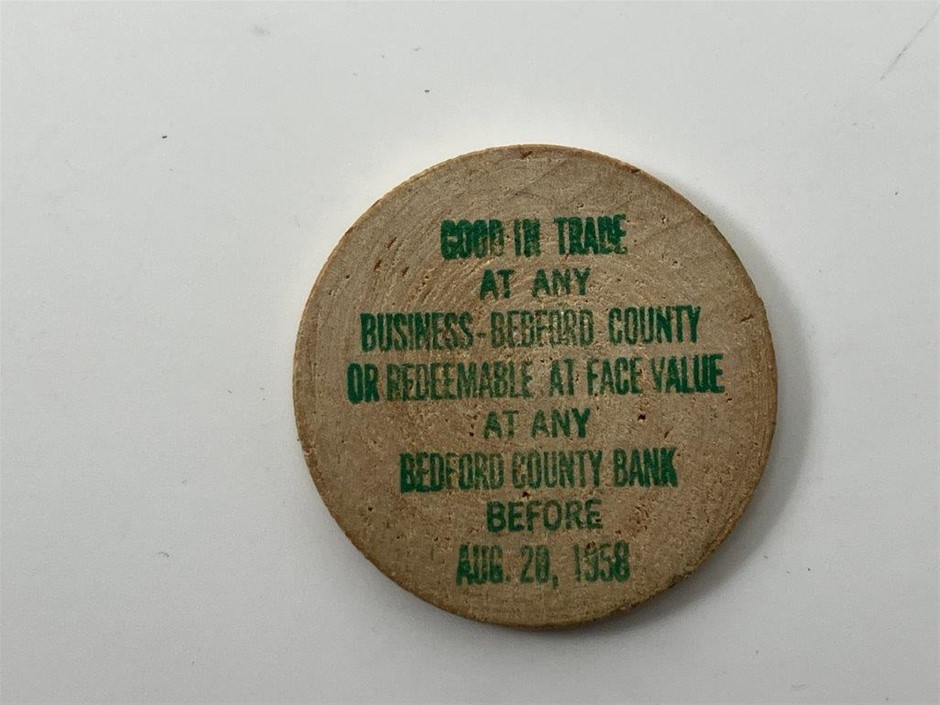 GOOD IN TRADE
AT ANY
BUSINESS-BEDFORD COUNTY
OR REDEEMABLE AT FACE VALUE
AT ANY
BEDFORD COUNTY BANK
BEFORE
AUG. 20, 1958